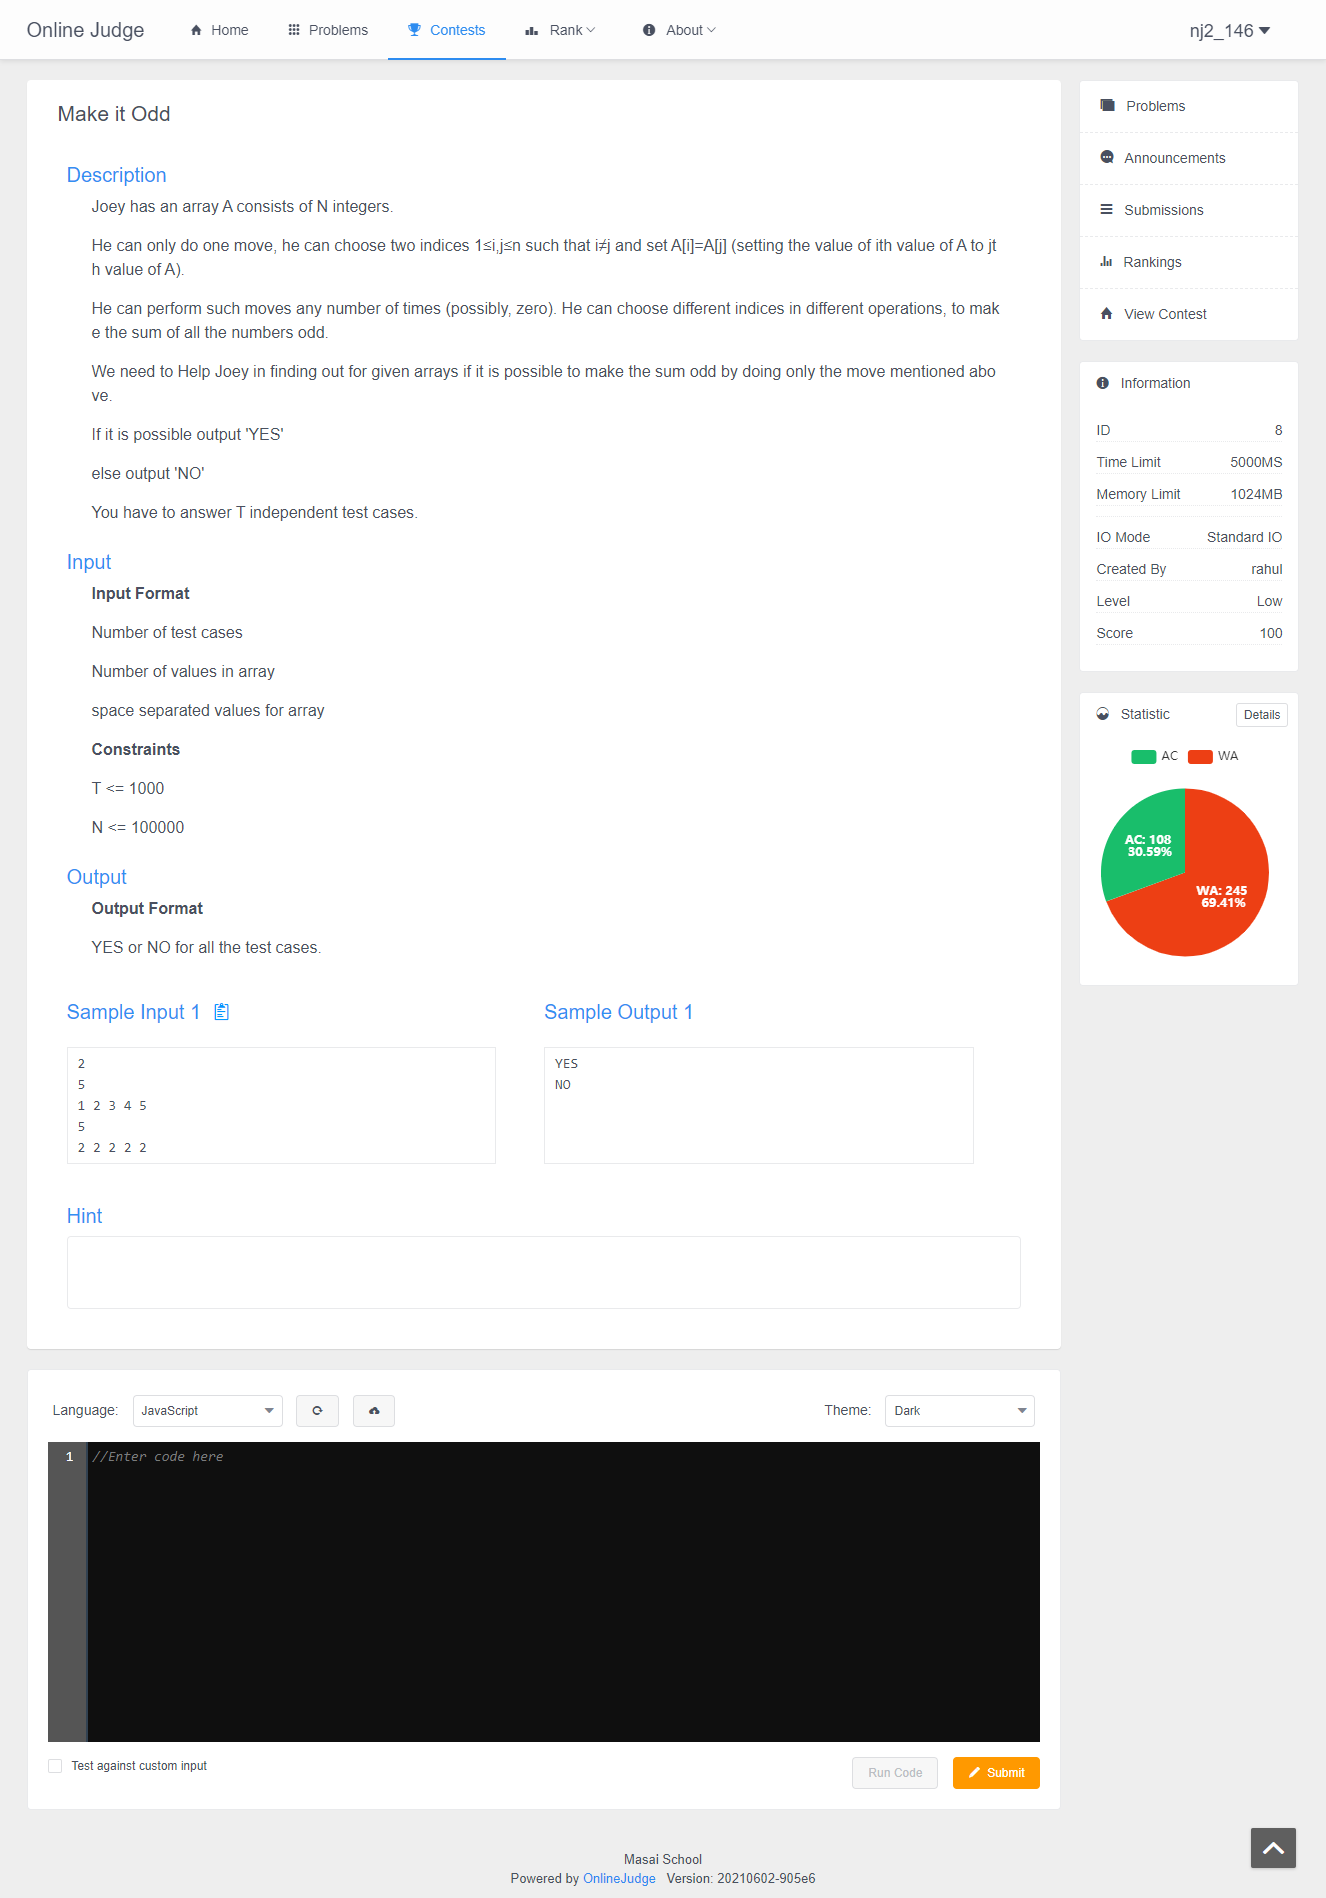 Online Judge
Home
Problems
Contests
Rank
About
nj2_146
Make it Odd
Description
Joey has an array A consists of N integers.
He can only do one move, he can choose two indices 1≤i,j≤n such that i≠j and set A[i]=A[j] (setting the value of ith value of A to jt
h value of A).
He can perform such moves any number of times (possibly, zero). He can choose different indices in different operations, to mak
e the sum of all the numbers odd.
We need to Help Joey in finding out for given arrays if it is possible to make the sum odd by doing only the move mentioned abo
ve.
If it is possible output 'YES'
else output 'NO'
You have to answer T independent test cases.
Input
Input Format
Number of test cases
Number of values in array
space separated values for array
Constraints
T <= 1000
N <= 100000
Output
Output Format
YES or NO for all the test cases.
Sample Input 1
2
5
1 2 3 4 5
5
2 2 2 2 2
Sample Output 1
YES
NO
Hint
Language:
JavaScript
Theme:
Dark
1 //Enter code here
Test against custom input
Run Code
Submit
Problems
Announcements
Submissions
Rankings
View Contest
Information
ID 8
Time Limit 5000MS
Memory Limit 1024MB
IO Mode Standard IO
Created By rahul
Level Low
Score 100
Statistic
Details
AC WA
AC: 108
30.59%
WA: 245
69.41%
Masai School
Powered by OnlineJudge Version: 20210602-905e6